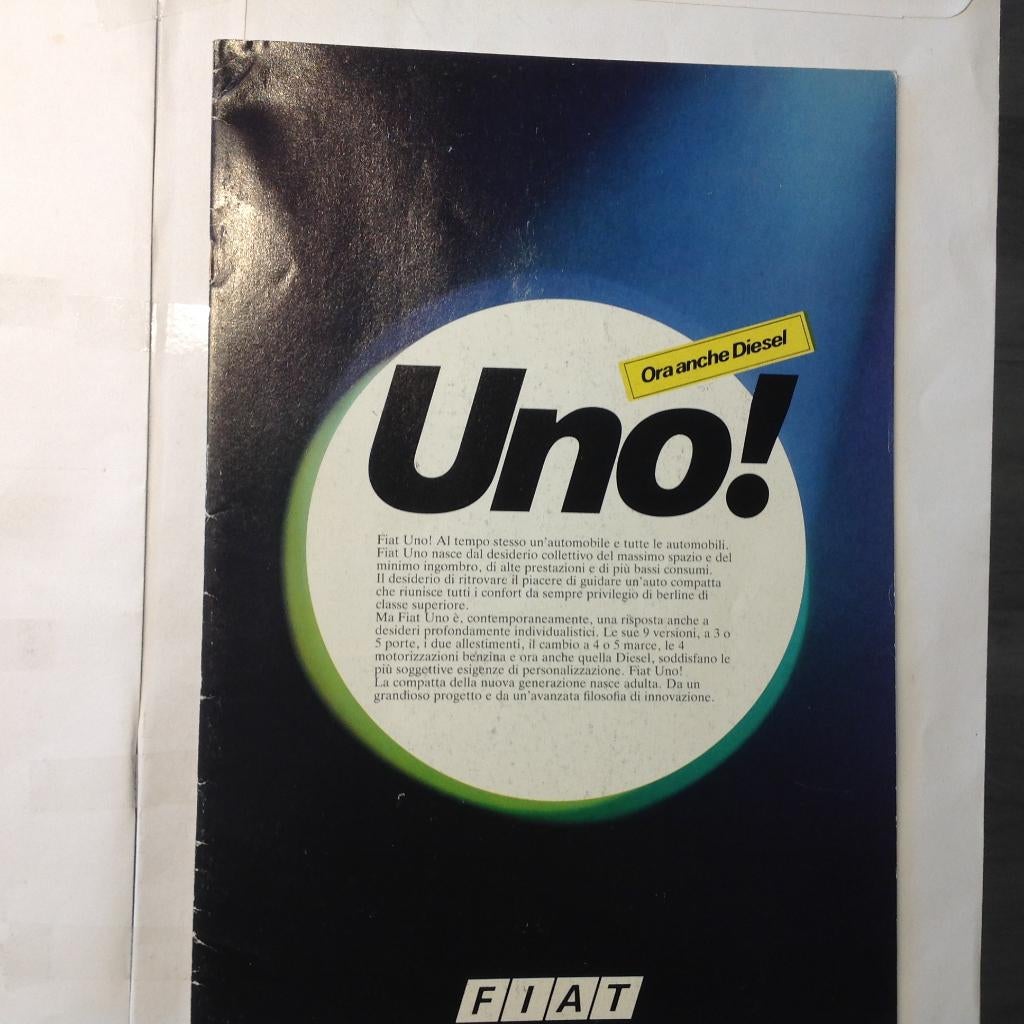 Ora anche Diesel
Uno!
Fiat Uno! Al tempo stesso un'automobile e tutte le automobili.
Fiat Uno nasce dal desiderio collettivo del massimo spazio e del
minimo ingombro, di alte prestazioni e di più bassi consumi.
Il desiderio di ritrovare il piacere di guidare un'auto compatta
che riunisce tutti i confort da sempre privilegio di berline di
classe superiore.
Ma Fiat Uno è, contemporaneamente, una risposta anche a
desideri profondamente individualistici. Le sue 9 versioni, a 3 o
5 porte, i due allestimenti, il cambio a 4 o 5 marce, le 4
motorizzazioni benzina e ora anche quella Diesel, soddisfano le
più soggettive esigenze di personalizzazione. Fiat Uno!
La compatta della nuova generazione nasce adulta. Da un
grandioso progetto e da un'avanzata filosofia di innovazione.
FIAT